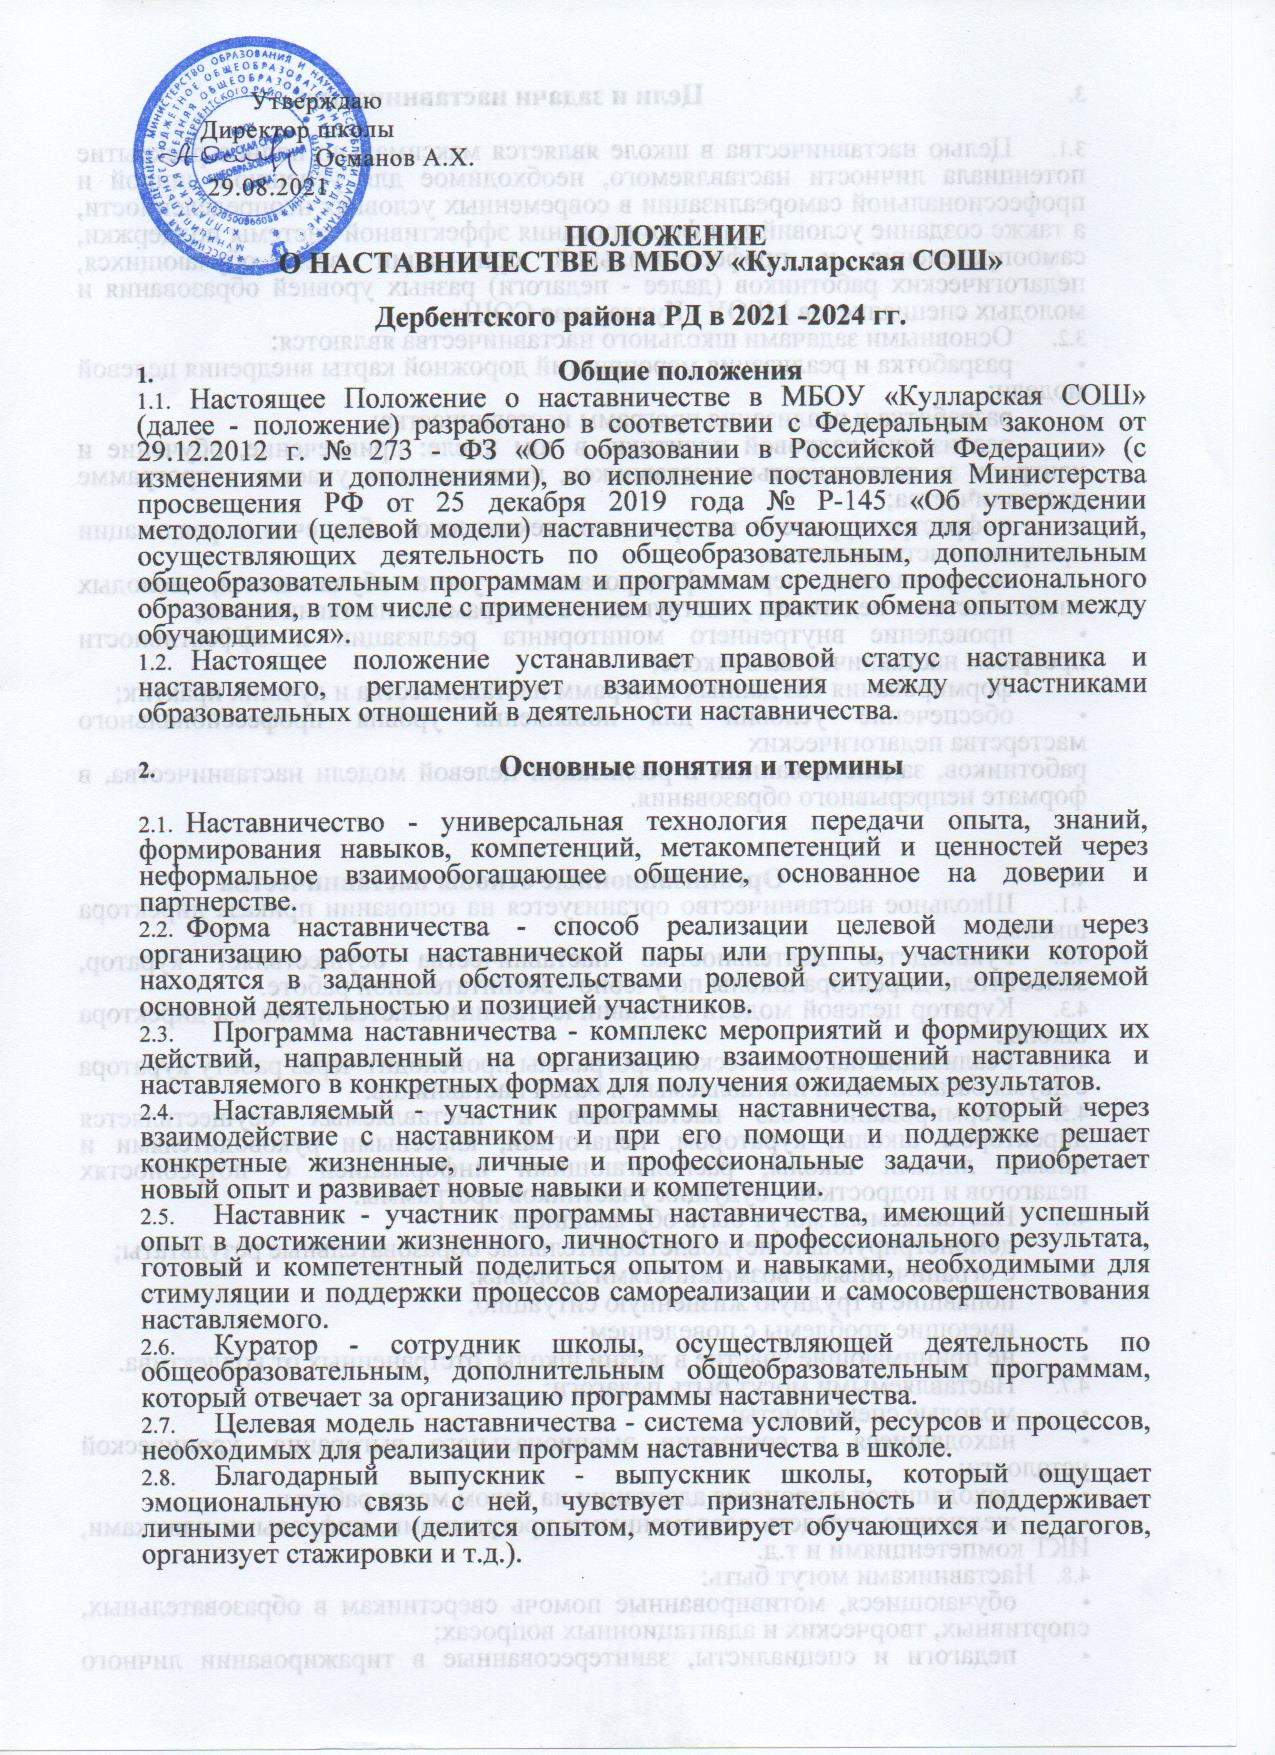 Утверждаю
Директор школы
Османов А.Х.
29.08.2021
ПОЛОЖЕНИЕ
О НАСТАВНИЧЕСТВЕ В МБОУ «Кулларская СОШ»
Дербентского района РД в 2021 -2024 гг.
1. Общие положения
1.1. Настоящее Положение о наставничестве в МБОУ «Кулларская СОШ»
(далее - положение) разработано в соответствии с Федеральным законом от
29.12.2012 г. № 273 - ФЗ «Об образовании в Российской Федерации» (с
изменениями и дополнениями), во исполнение постановления Министерства
просвещения РФ от 25 декабря 2019 года № Р-145 «Об утверждении
методологии (целевой модели) наставничества обучающихся для организаций,
осуществляющих деятельность по общеобразовательным, дополнительным
общеобразовательным программам и программам среднего профессионального
образования, в том числе с применением лучших практик обмена опытом между
обучающимися».
1.2. Настоящее положение устанавливает правовой статус наставника и
наставляемого, регламентирует взаимоотношения между участниками
образовательных отношений в деятельности наставничества.
2. Основные понятия и термины
2.1. Наставничество - универсальная технология передачи опыта, знаний,
формирования навыков, компетенций, метакомпетенций и ценностей через
неформальное взаимообогащающее общение, основанное на доверии и
партнерстве.
2.2. Форма наставничества - способ реализации целевой модели через
организацию работы наставнической пары или группы, участники которой
находятся в заданной обстоятельствами ролевой ситуации, определяемой
основной деятельностью и позицией участников.
2.3. Программа наставничества - комплекс мероприятий и формирующих их
действий, направленный на организацию взаимоотношений наставника и
наставляемого в конкретных формах для получения ожидаемых результатов.
2.4. Наставляемый - участник программы наставничества, который через
взаимодействие с наставником и при его помощи и поддержке решает
конкретные жизненные, личные и профессиональные задачи, приобретает
новый опыт и развивает новые навыки и компетенции.
2.5. Наставник - участник программы наставничества, имеющий успешный
опыт в достижении жизненного, личностного и профессионального результата,
готовый и компетентный поделиться опытом и навыками, необходимыми для
стимуляции и поддержки процессов самореализации и самосовершенствования
наставляемого.
2.6. Куратор - сотрудник школы, осуществляющей деятельность по
общеобразовательным, дополнительным общеобразовательным программам,
который отвечает за организацию программы наставничества.
2.7. Целевая модель наставничества - система условий, ресурсов и процессов,
необходимых для реализации программ наставничества в школе.
2.8. Благодарный выпускник - выпускник школы, который ощущает
эмоциональную связь с ней, чувствует признательность и поддерживает
личными ресурсами (делится опытом, мотивирует обучающихся и педагогов,
организует стажировки и т.д.).